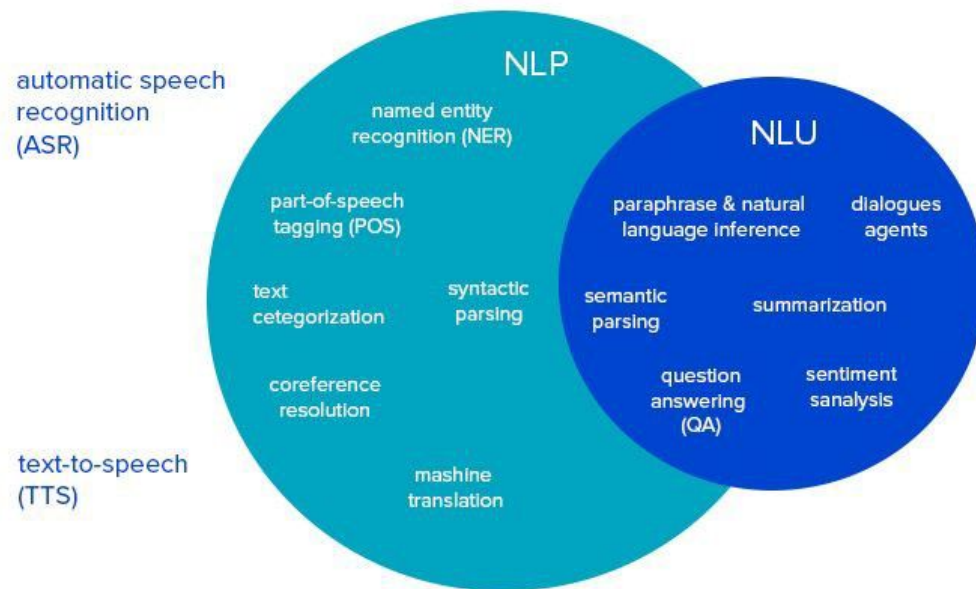 automatic speech
recognition
(ASR)
text-to-speech
(TTS)
NLP
named entity
recognition (NER)
part-of-speech
tagging (POS)
text
cetegorization
syntactic
parsing
coreference
resolution
mashine
translation
NLU
paraphrase & natural
language inference
dialogues
agents
semantic
parsing
summarization
question
answering
(QA)
sentiment
sanalysis